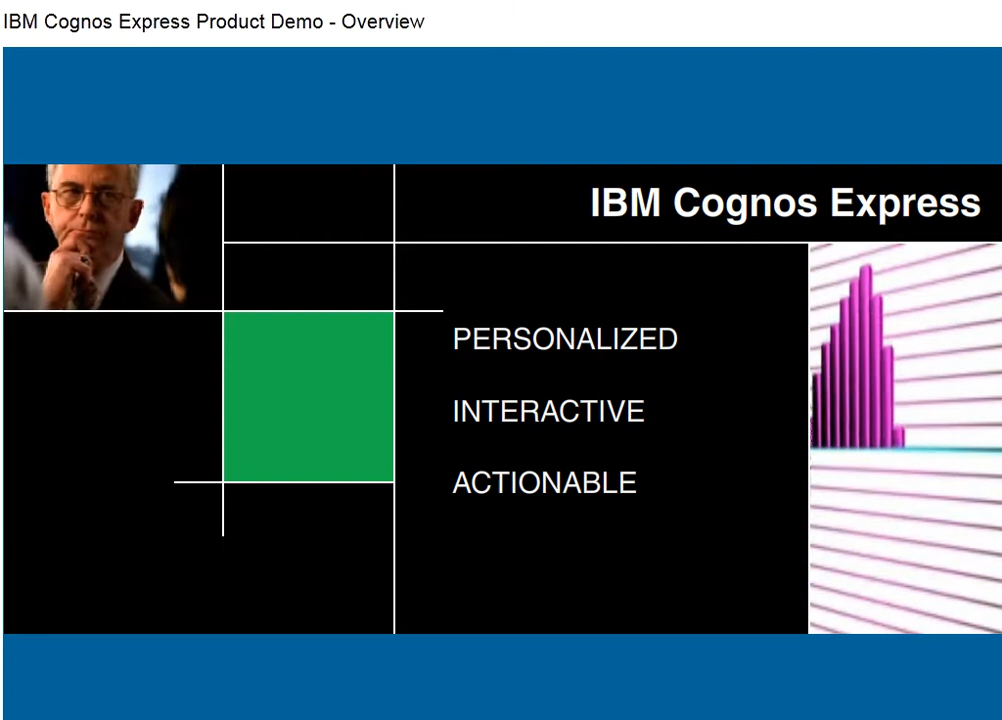 IBM Cognos Express Product Demo - Overview
IBM Cognos Express
PERSONALIZED
INTERACTIVE
ACTIONABLE